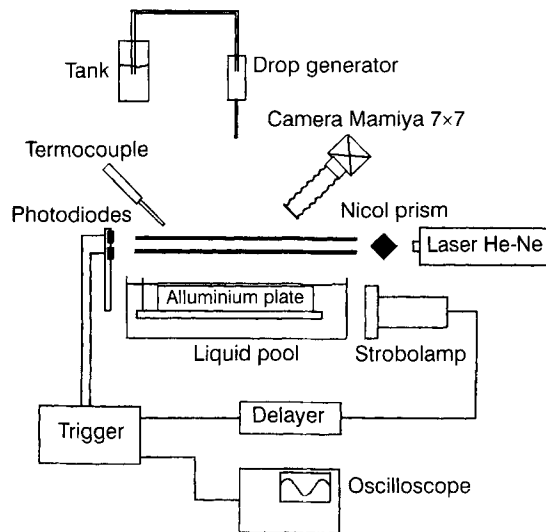 Tank
Drop generator
Camera Mamiya 7×7
Termocouple
Photodiodes
Nicol prism
Laser He-Ne
Alluminium plate
Liquid pool
Strobolamp
Trigger
Delayer
Oscilloscope